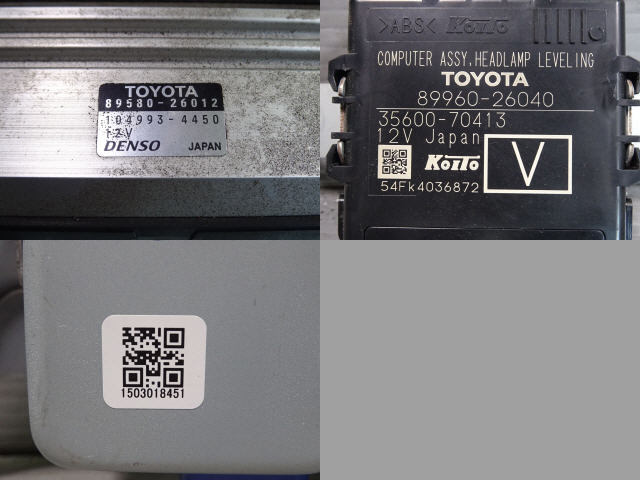 TOYOTA
89580-26012
104993-4450
12V
DENSO JAPAN
>ABS< KOITO
COMPUTER ASSY,HEADLAMP LEVELING
TOYOTA
89960-26040
35600-70413
12V Japan
KOITO
V
54Fk4036872
1503018451